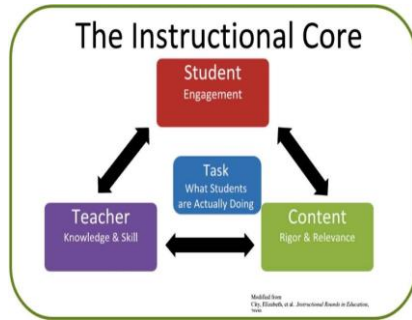 The Instructional Core
Student
Engagement
Task
What Students
are Actually Doing
Teacher
Knowledge & Skill
Content
Rigor & Relevance
Modified from
City, Elizabeth, et al. Instructional Rounds in Education,